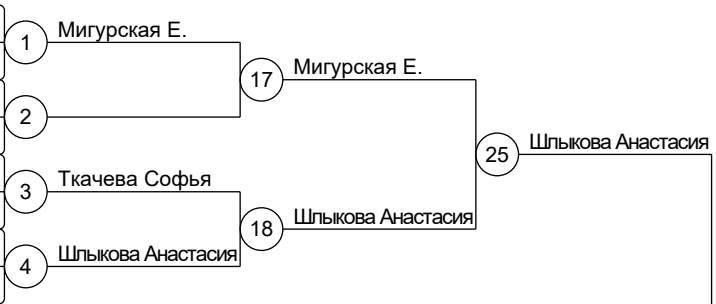 1 Мигурская Е.
17 Мигурская Е.
2
25 Шлыкова Анастасия
3 Ткачева Софья
18 Шлыкова Анастасия
4 Шлыкова Анастасия